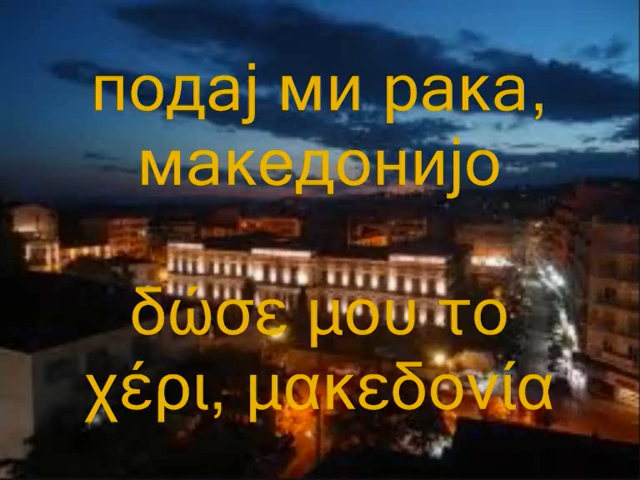 подај ми рака,
македонијо
δώσε μου το
χέρι, μακεδονία